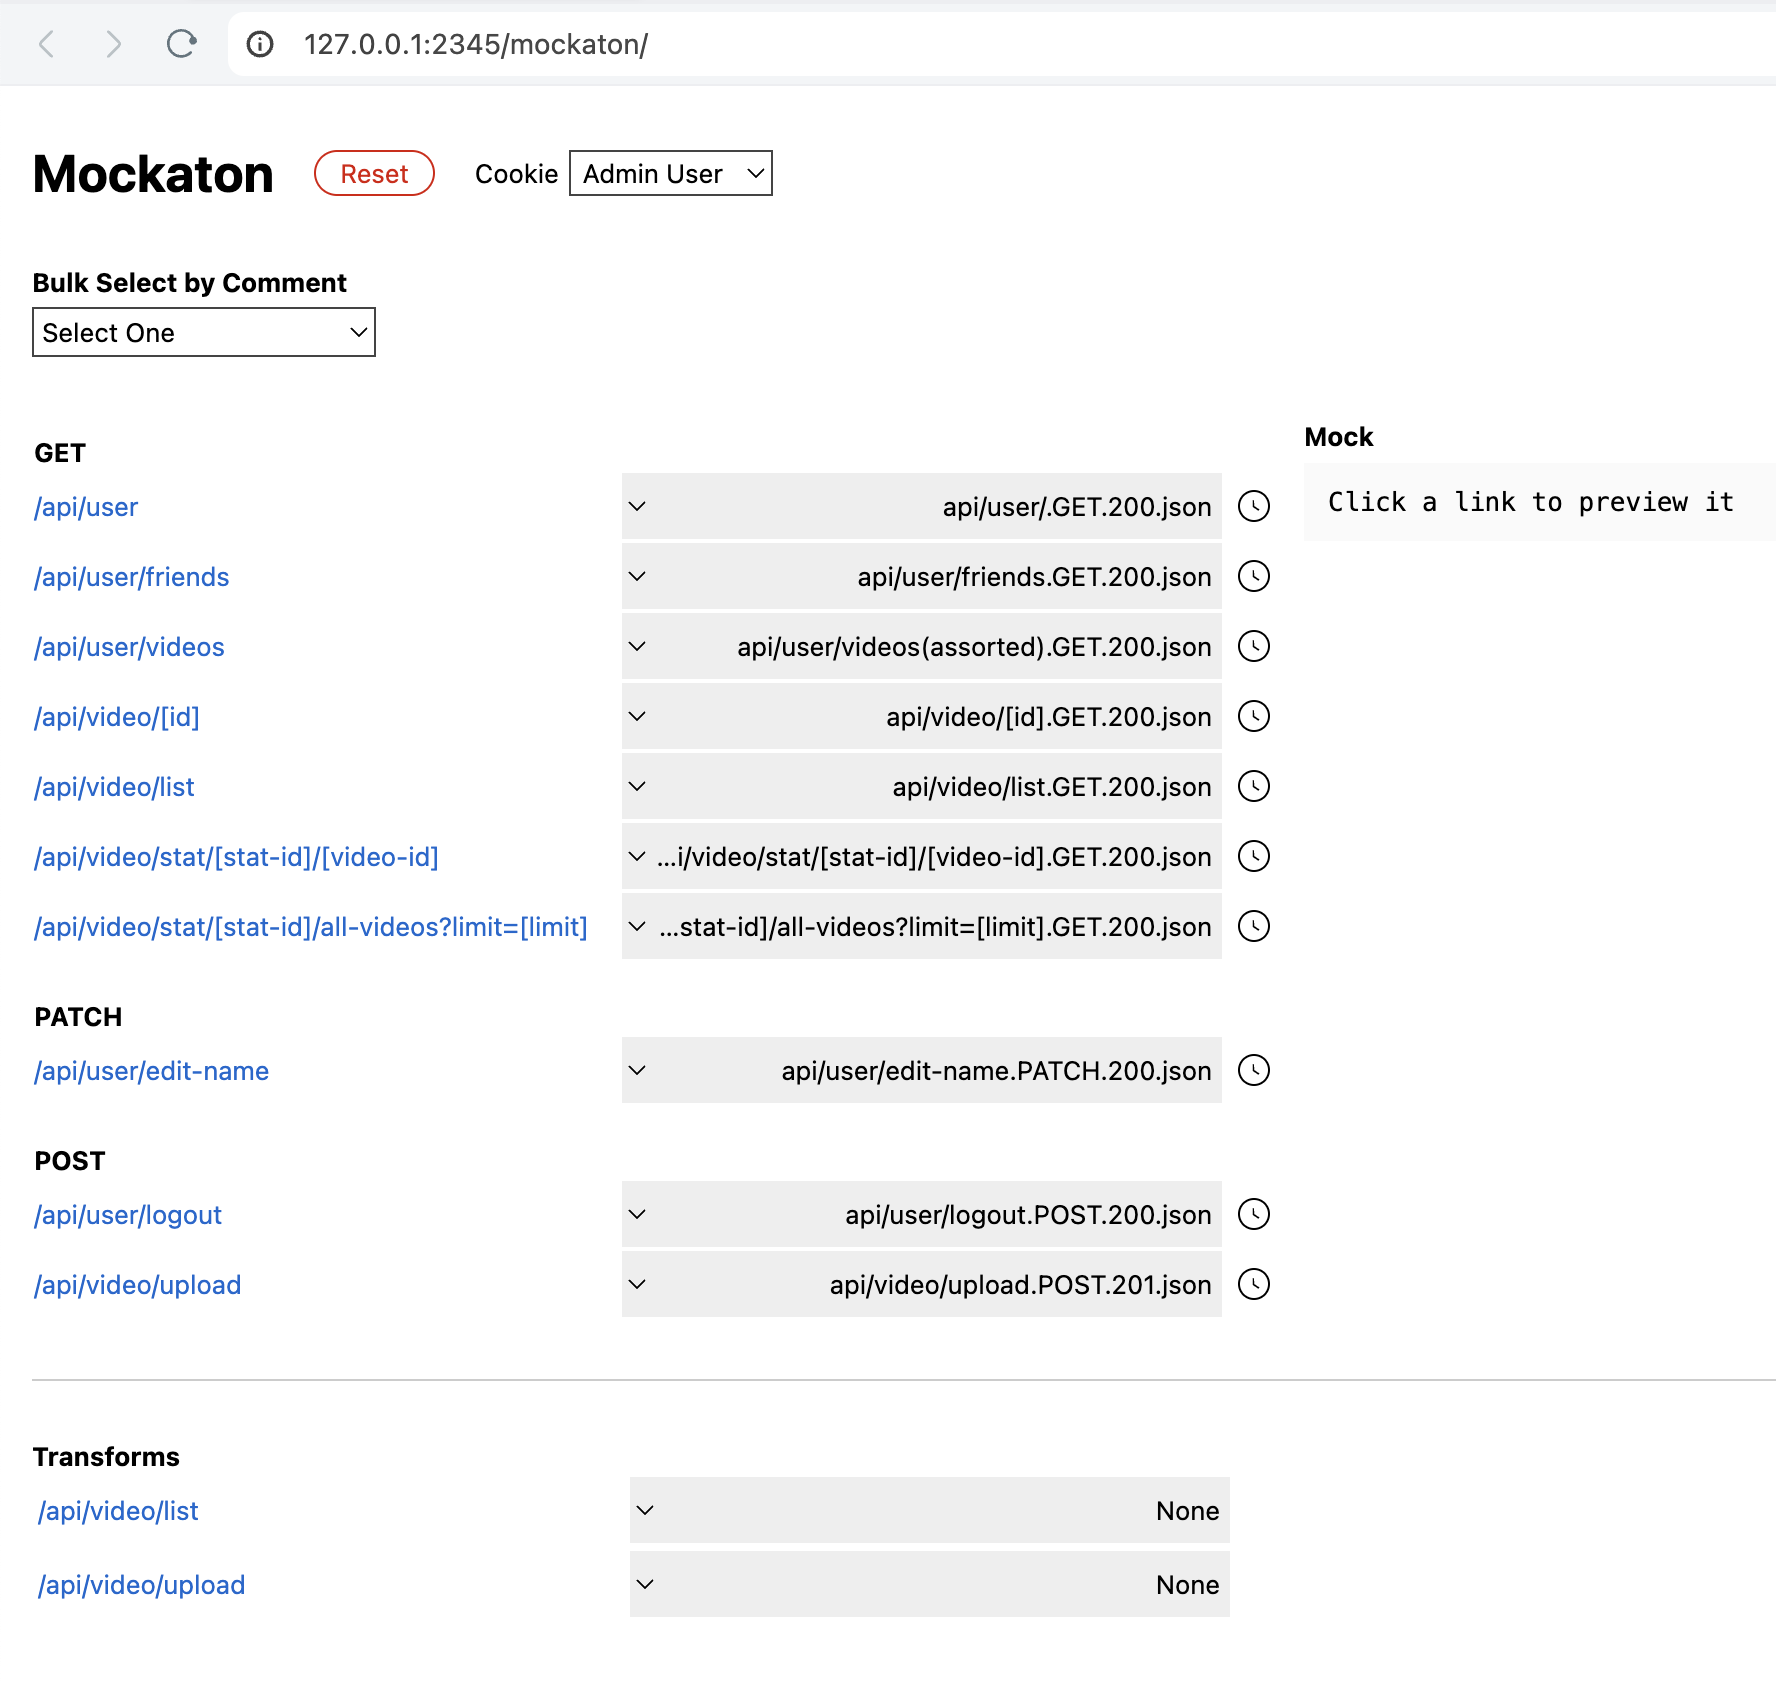 127.0.0.1:2345/mockaton/
Mockaton Reset Cookie Admin User
Bulk Select by Comment
Select One
GET
/api/user api/user/.GET.200.json
/api/user/friends api/user/friends.GET.200.json
/api/user/videos api/user/videos(assorted).GET.200.json
/api/video/[id] api/video/[id].GET.200.json
/api/video/list api/video/list.GET.200.json
/api/video/stat/[stat-id]/[video-id] ...i/video/stat/[stat-id]/[video-id].GET.200.json
/api/video/stat/[stat-id]/all-videos?limit=[limit] ...stat-id]/all-videos?limit=[limit].GET.200.json
PATCH
/api/user/edit-name api/user/edit-name.PATCH.200.json
POST
/api/user/logout api/user/logout.POST.200.json
/api/video/upload api/video/upload.POST.201.json
Mock
Click a link to preview it
Transforms
/api/video/list None
/api/video/upload None